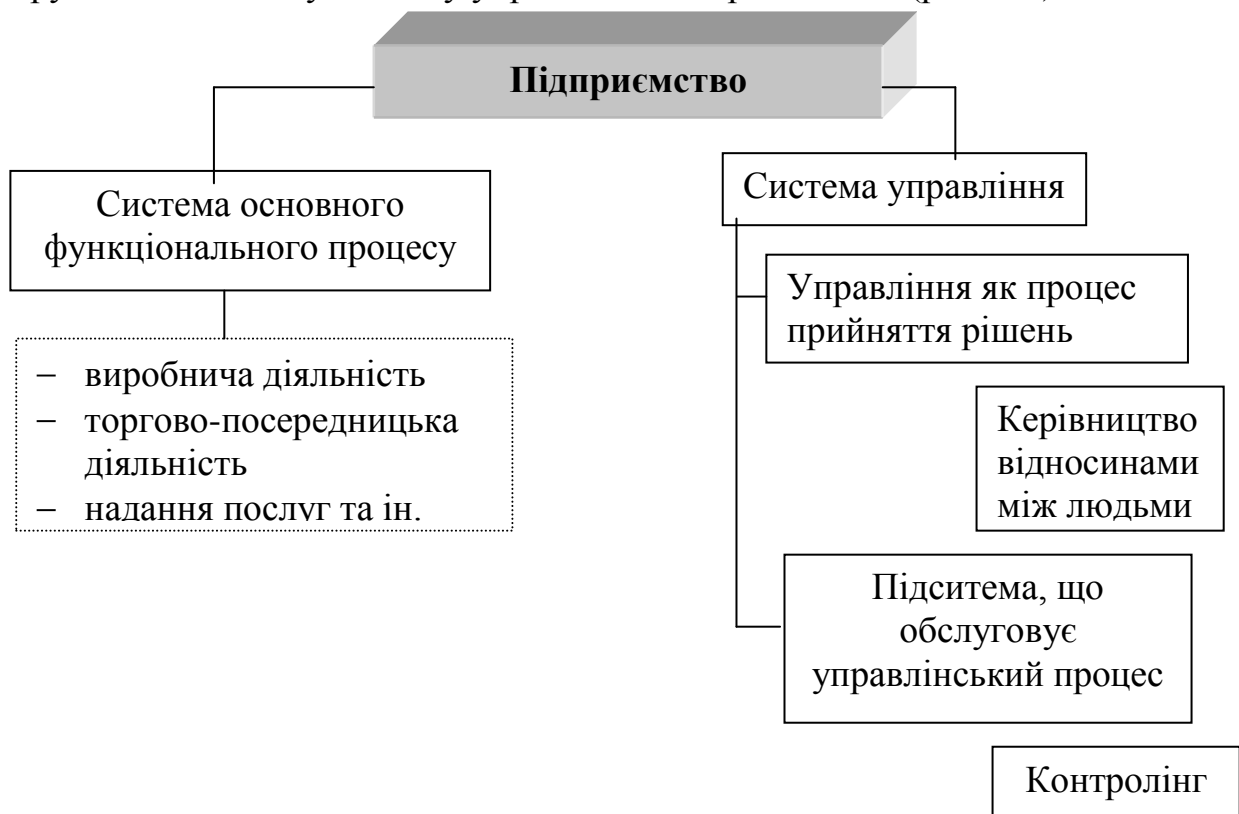 Підприємство
Система основного
функціонального процесу
– виробнича діяльність
– торгово-посередницька
діяльність
– надання послуг та ін.
Система управління
Управління як процес
прийняття рішень
Керівництво
відносинами
між людьми
Підситема, що
обслуговує
управлінський процес
Контролінг